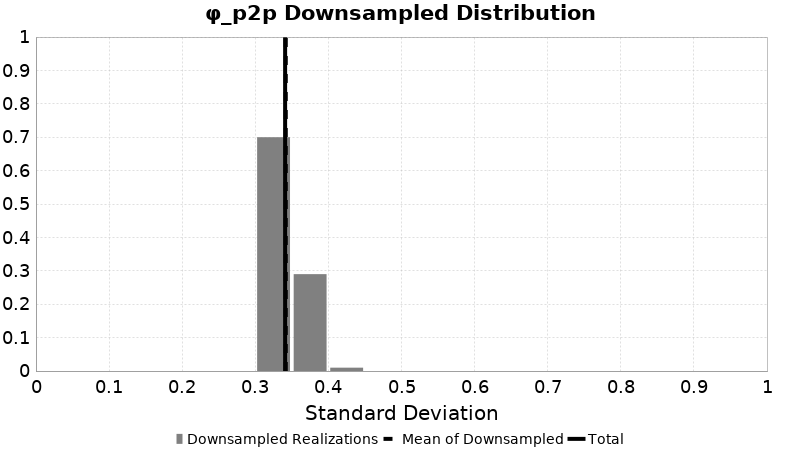 φ_p2p Downsampled Distribution
1
0.9
0.8
0.7
0.6
0.5
0.4
0.3
0.2
0.1
0
0 0.1 0.2 0.3 0.4 0.5 0.6 0.7 0.8 0.9 1
Standard Deviation
Downsampled Realizations Mean of Downsampled Total